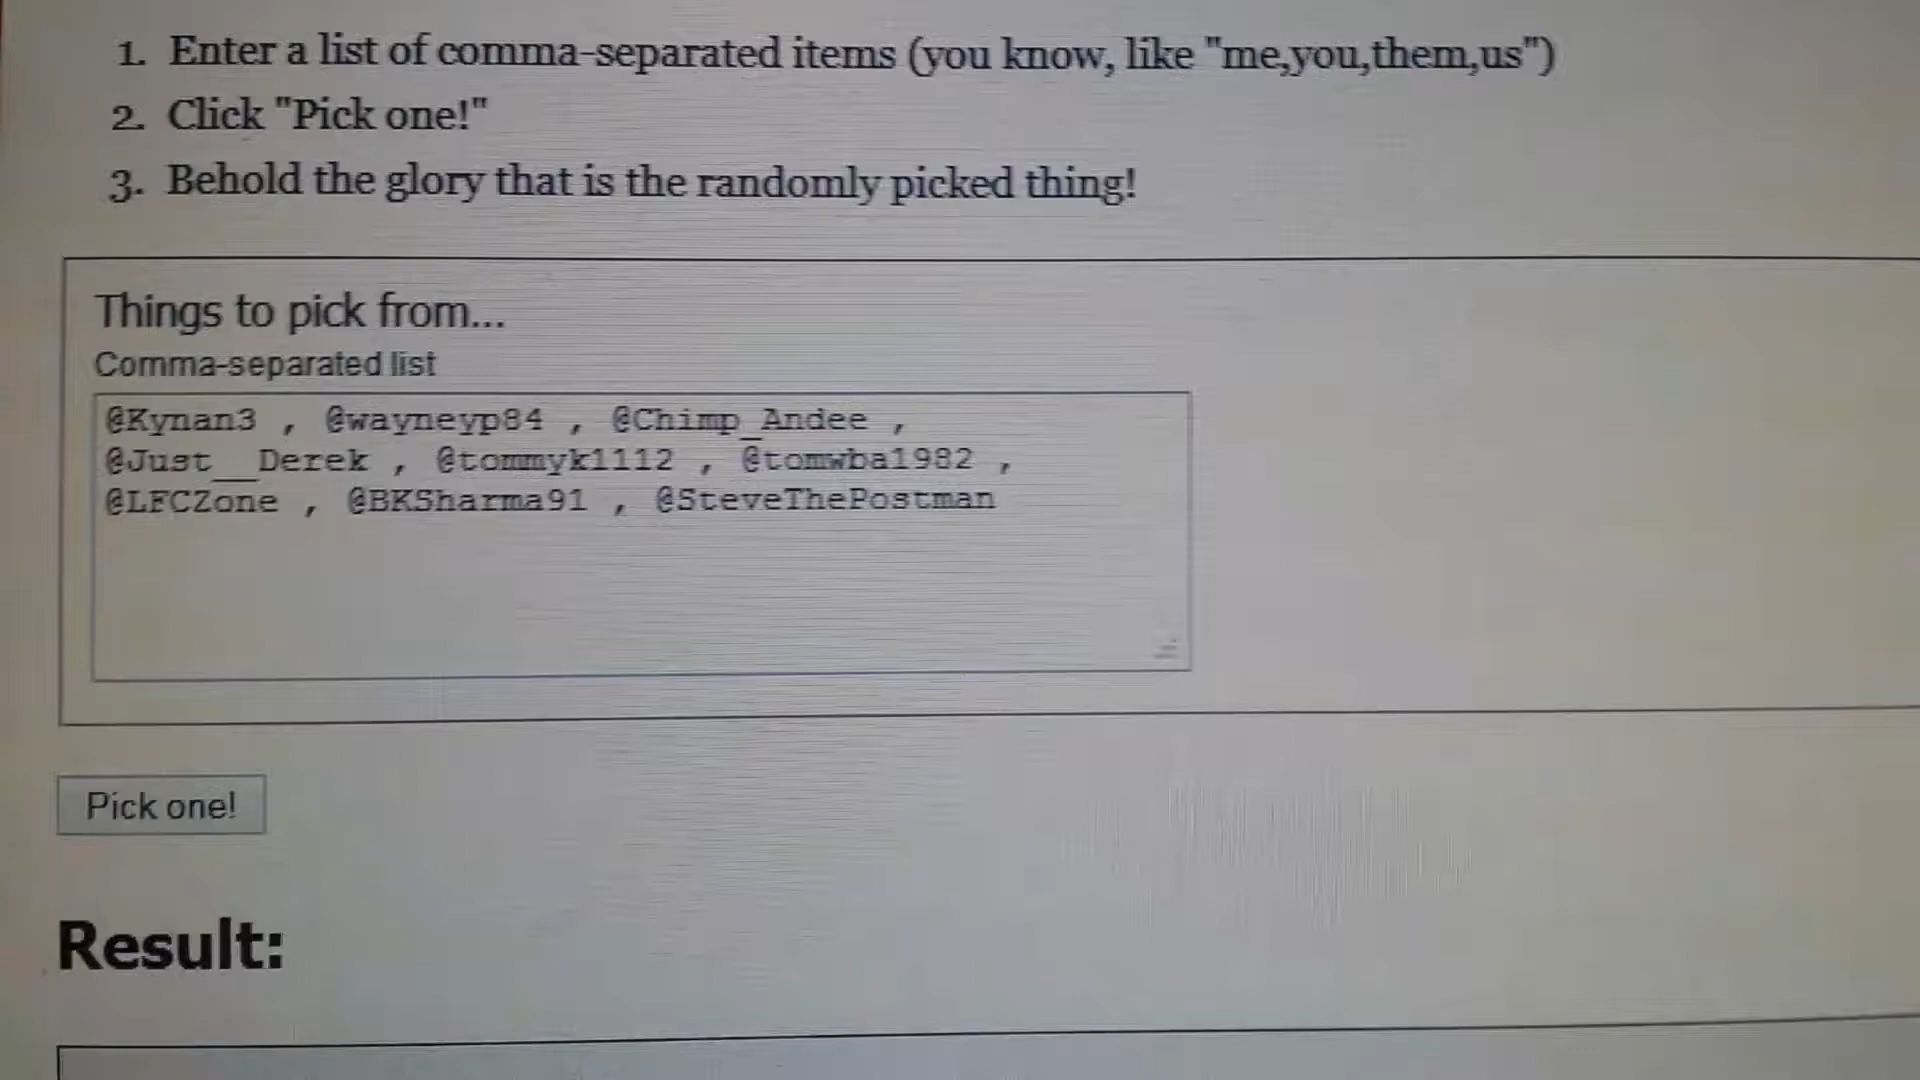 1. Enter a list of comma-separated items (you know, like "me,you,them,us")
2. Click "Pick one!"
3. Behold the glory that is the randomly picked thing!
Things to pick from...
Comma-separated list
@Kynan3 , @wayneyp84 , @Chimp_Andee ,
@Just__Derek , @tommyk1112 , @tomwba1982 ,
@LFCZone , @BKSharma91 , @SteveThePostman
Pick one!
Result: